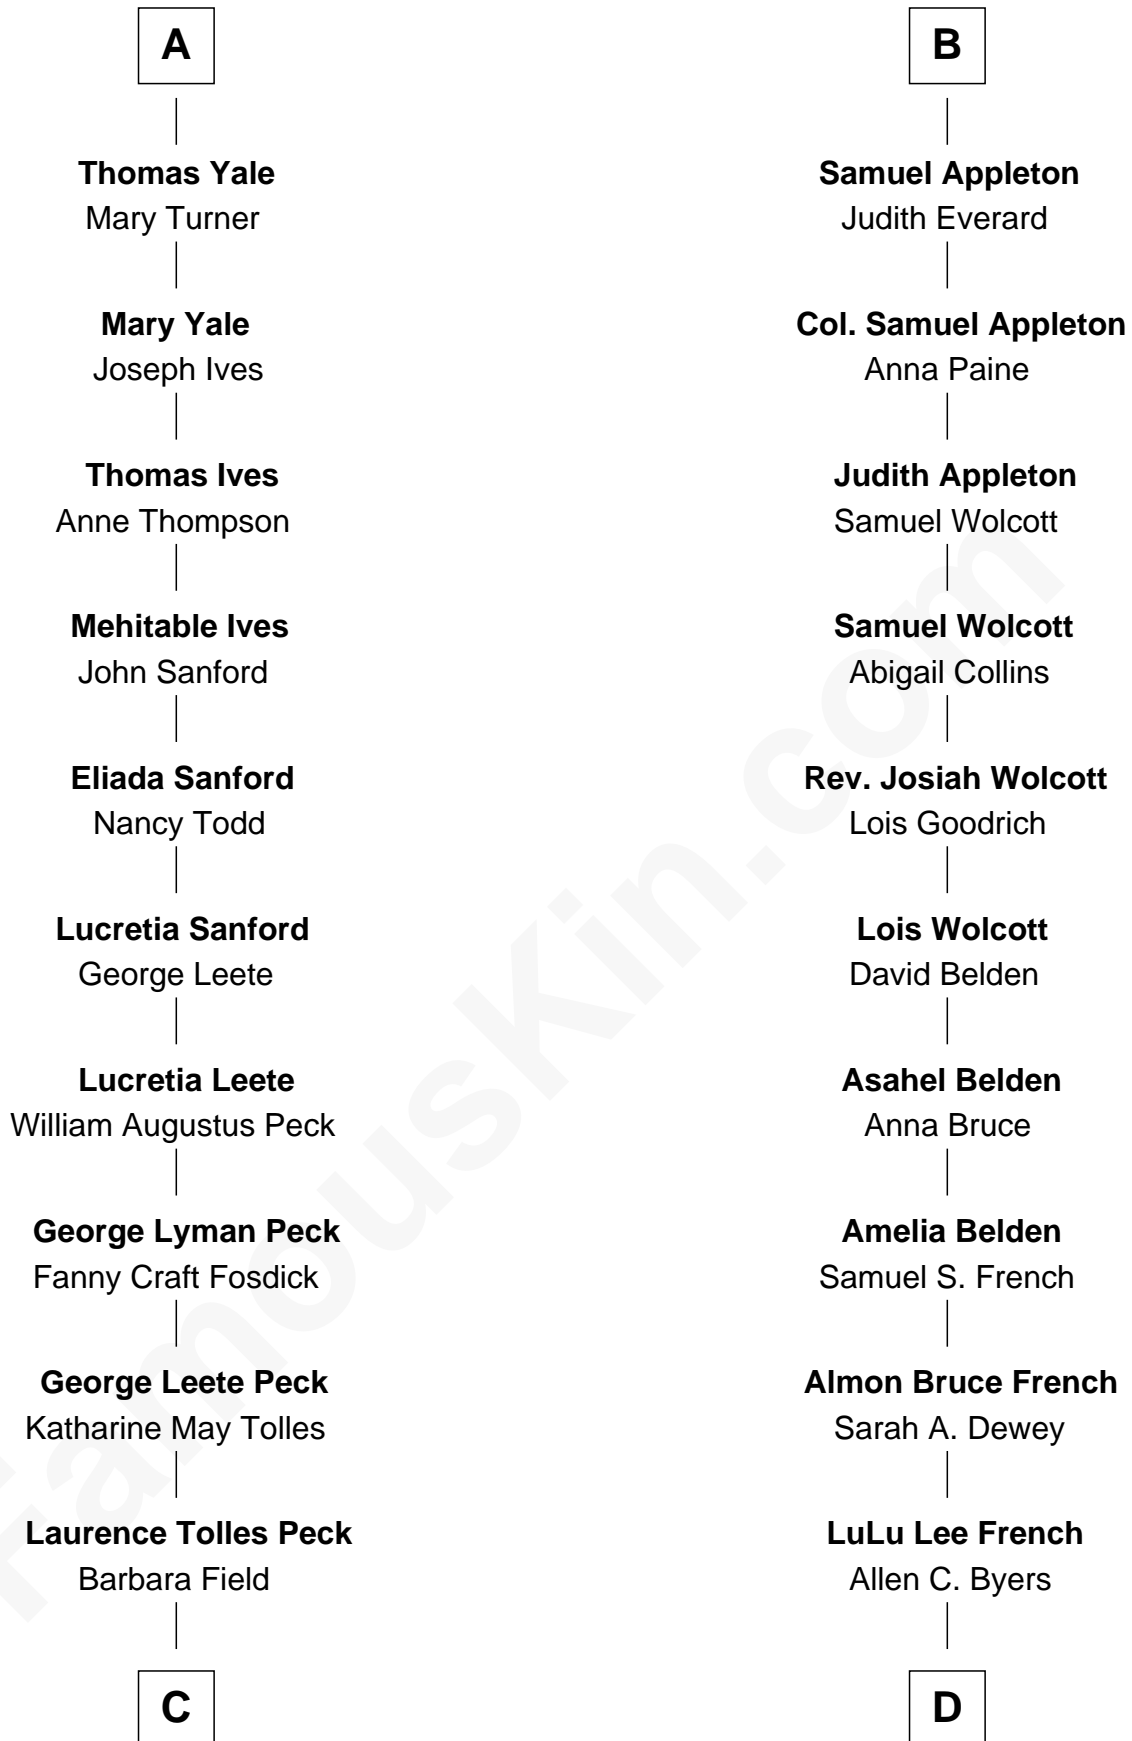 A
Thomas Yale
Mary Turner
Mary Yale
Joseph Ives
Thomas Ives
Anne Thompson
Mehitable Ives
John Sanford
Eliada Sanford
Nancy Todd
Lucretia Sanford
George Leete
Lucretia Leete
William Augustus Peck
George Lyman Peck
Fanny Craft Fosdick
George Leete Peck
Katharine May Tolles
Laurence Tolles Peck
Barbara Field
C
B
Samuel Appleton
Judith Everard
Col. Samuel Appleton
Anna Paine
Judith Appleton
Samuel Wolcott
Samuel Wolcott
Abigail Collins
Rev. Josiah Wolcott
Lois Goodrich
Lois Wolcott
David Belden
Asahel Belden
Anna Bruce
Amelia Belden
Samuel S. French
Almon Bruce French
Sarah A. Dewey
LuLu Lee French
Allen C. Byers
D
FamousKin.com